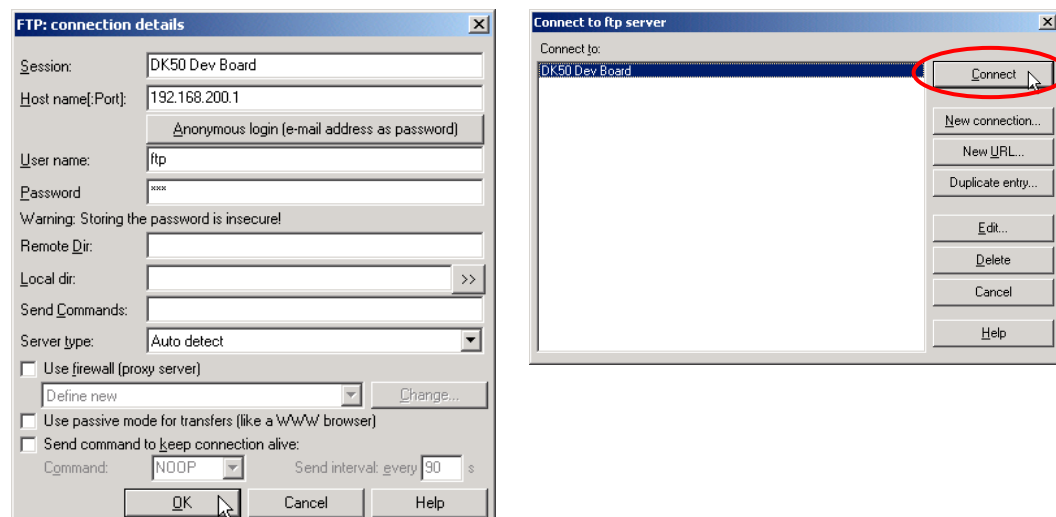 FTP: connection details
Session: DK50 Dev Board
Host name[:Port]: 192.168.200.1
Anonymous login (e-mail address as password)
User name: ftp
Password ***
Warning: Storing the password is insecure!
Remote Dir:
Local dir: >>
Send Commands:
Server type: Auto detect
Use firewall (proxy server)
Define new Change...
Use passive mode for transfers (like a WWW browser)
Send command to keep connection alive:
Command: NOOP Send interval: every 90 s
OK Cancel Help
Connect to ftp server
Connect to:
DK50 Dev Board
Connect
New connection...
New URL...
Duplicate entry...
Edit...
Delete
Cancel
Help